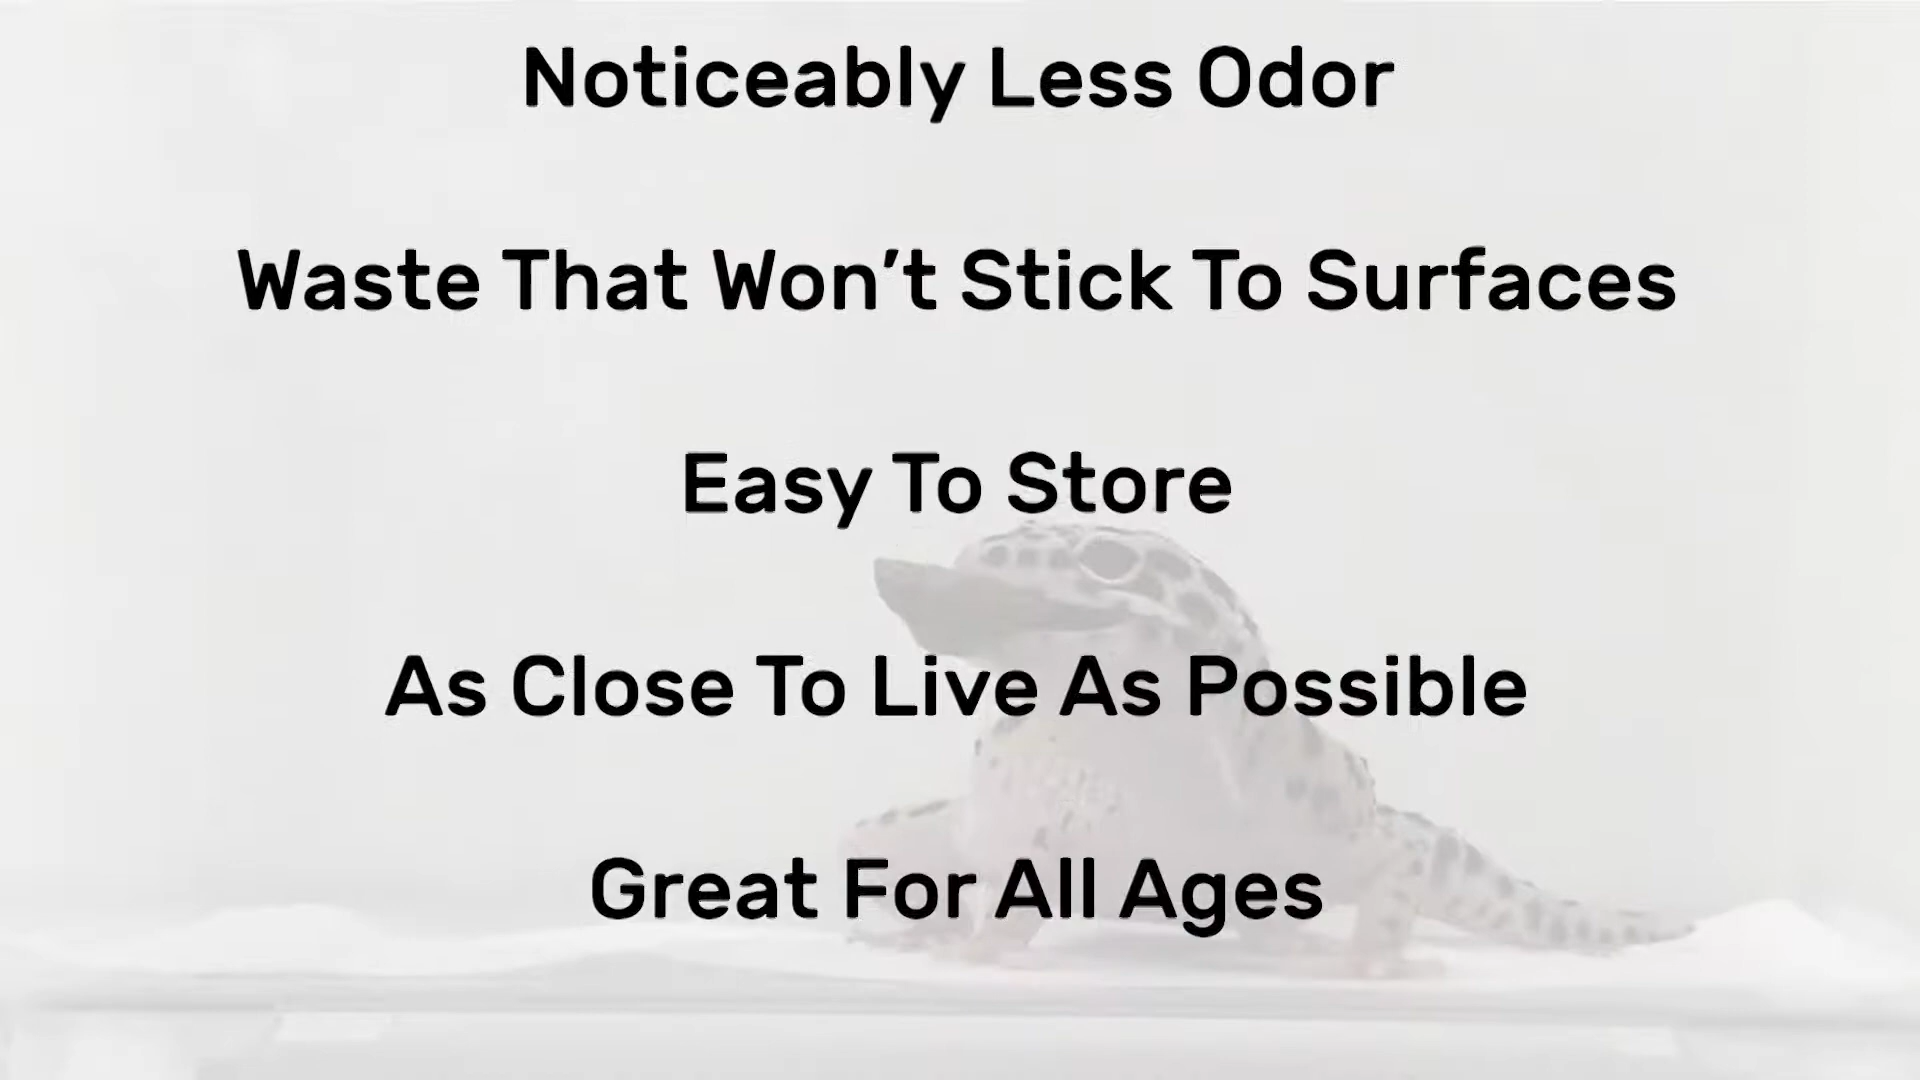 Noticeably Less Odor
Waste That Won’t Stick To Surfaces
Easy To Store
As Close To Live As Possible
Great For All Ages